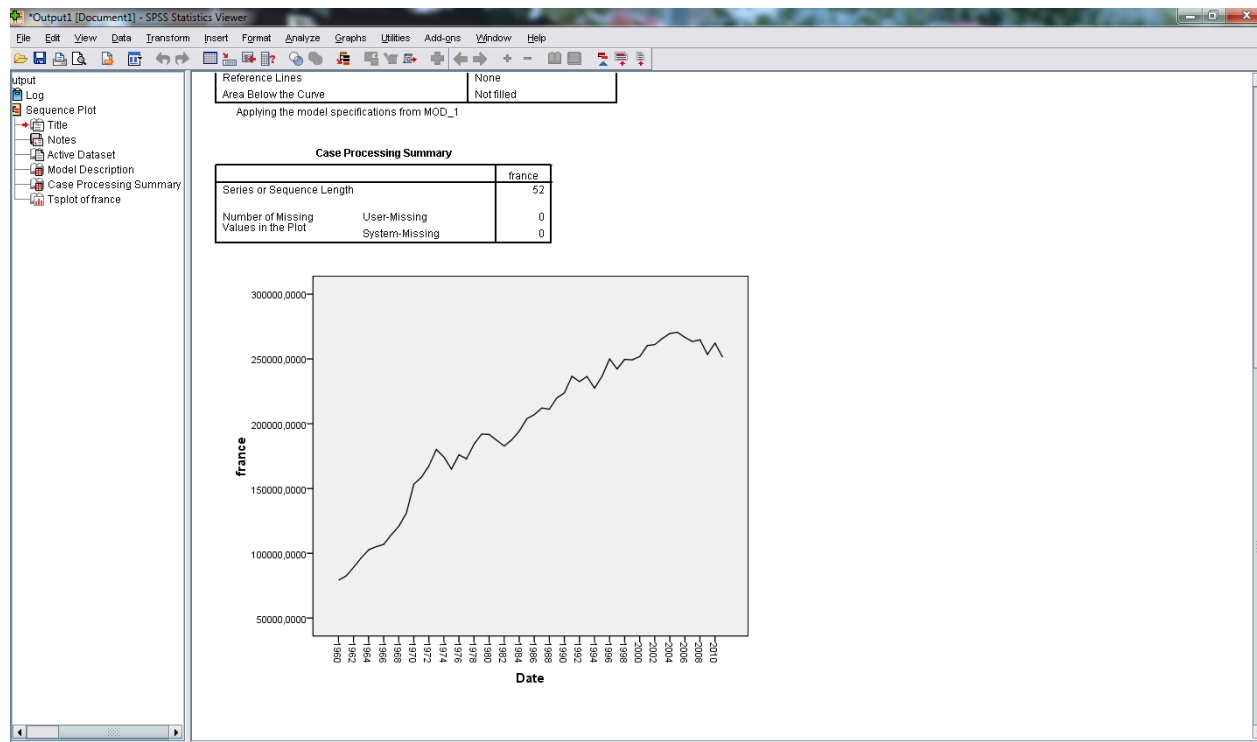 *Output1 [Document1] - SPSS Statistics Viewer
File Edit View Data Transform Insert Format Analyze Graphs Utilities Add-ons Window Help
utput
Log
Sequence Plot
Title
Notes
Active Dataset
Model Description
Case Processing Summary
Tsplot of france
Reference Lines None
Area Below the Curve Not filled
Applying the model specifications from MOD_1
Case Processing Summary
france
Series or Sequence Length 52
Number of Missing Values in the Plot User-Missing 0
System-Missing 0
300000,0000
250000,0000
200000,0000
150000,0000
100000,0000
50000,0000
france
1960 1962 1964 1966 1968 1970 1972 1974 1976 1978 1980 1982 1984 1986 1988 1990 1992 1994 1996 1998 2000 2002 2004 2006 2008 2010
Date